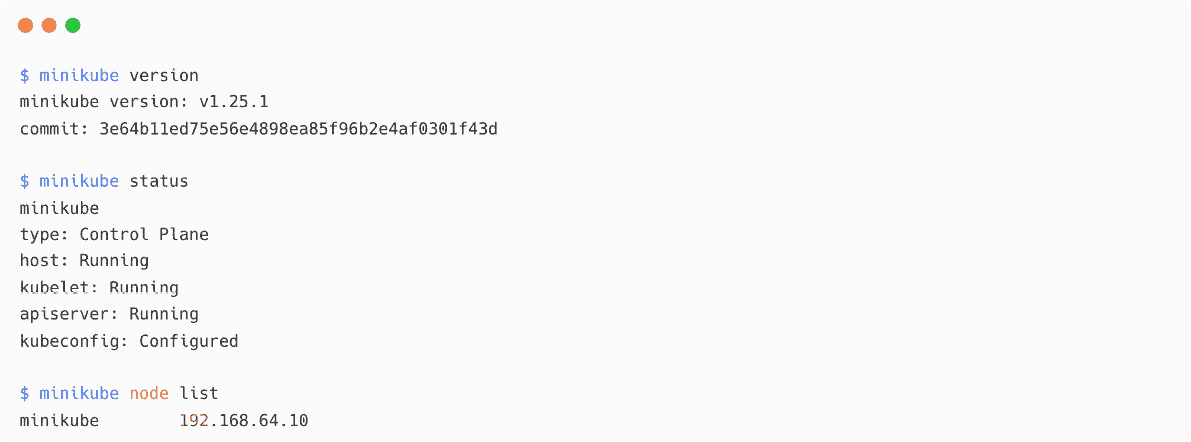 $ minikube version
minikube version: v1.25.1
commit: 3e64b11ed75e56e4898ea85f96b2e4af0301f43d
$ minikube status
minikube
type: Control Plane
host: Running
kubelet: Running
apiserver: Running
kubeconfig: Configured
$ minikube node list
minikube        192.168.64.10